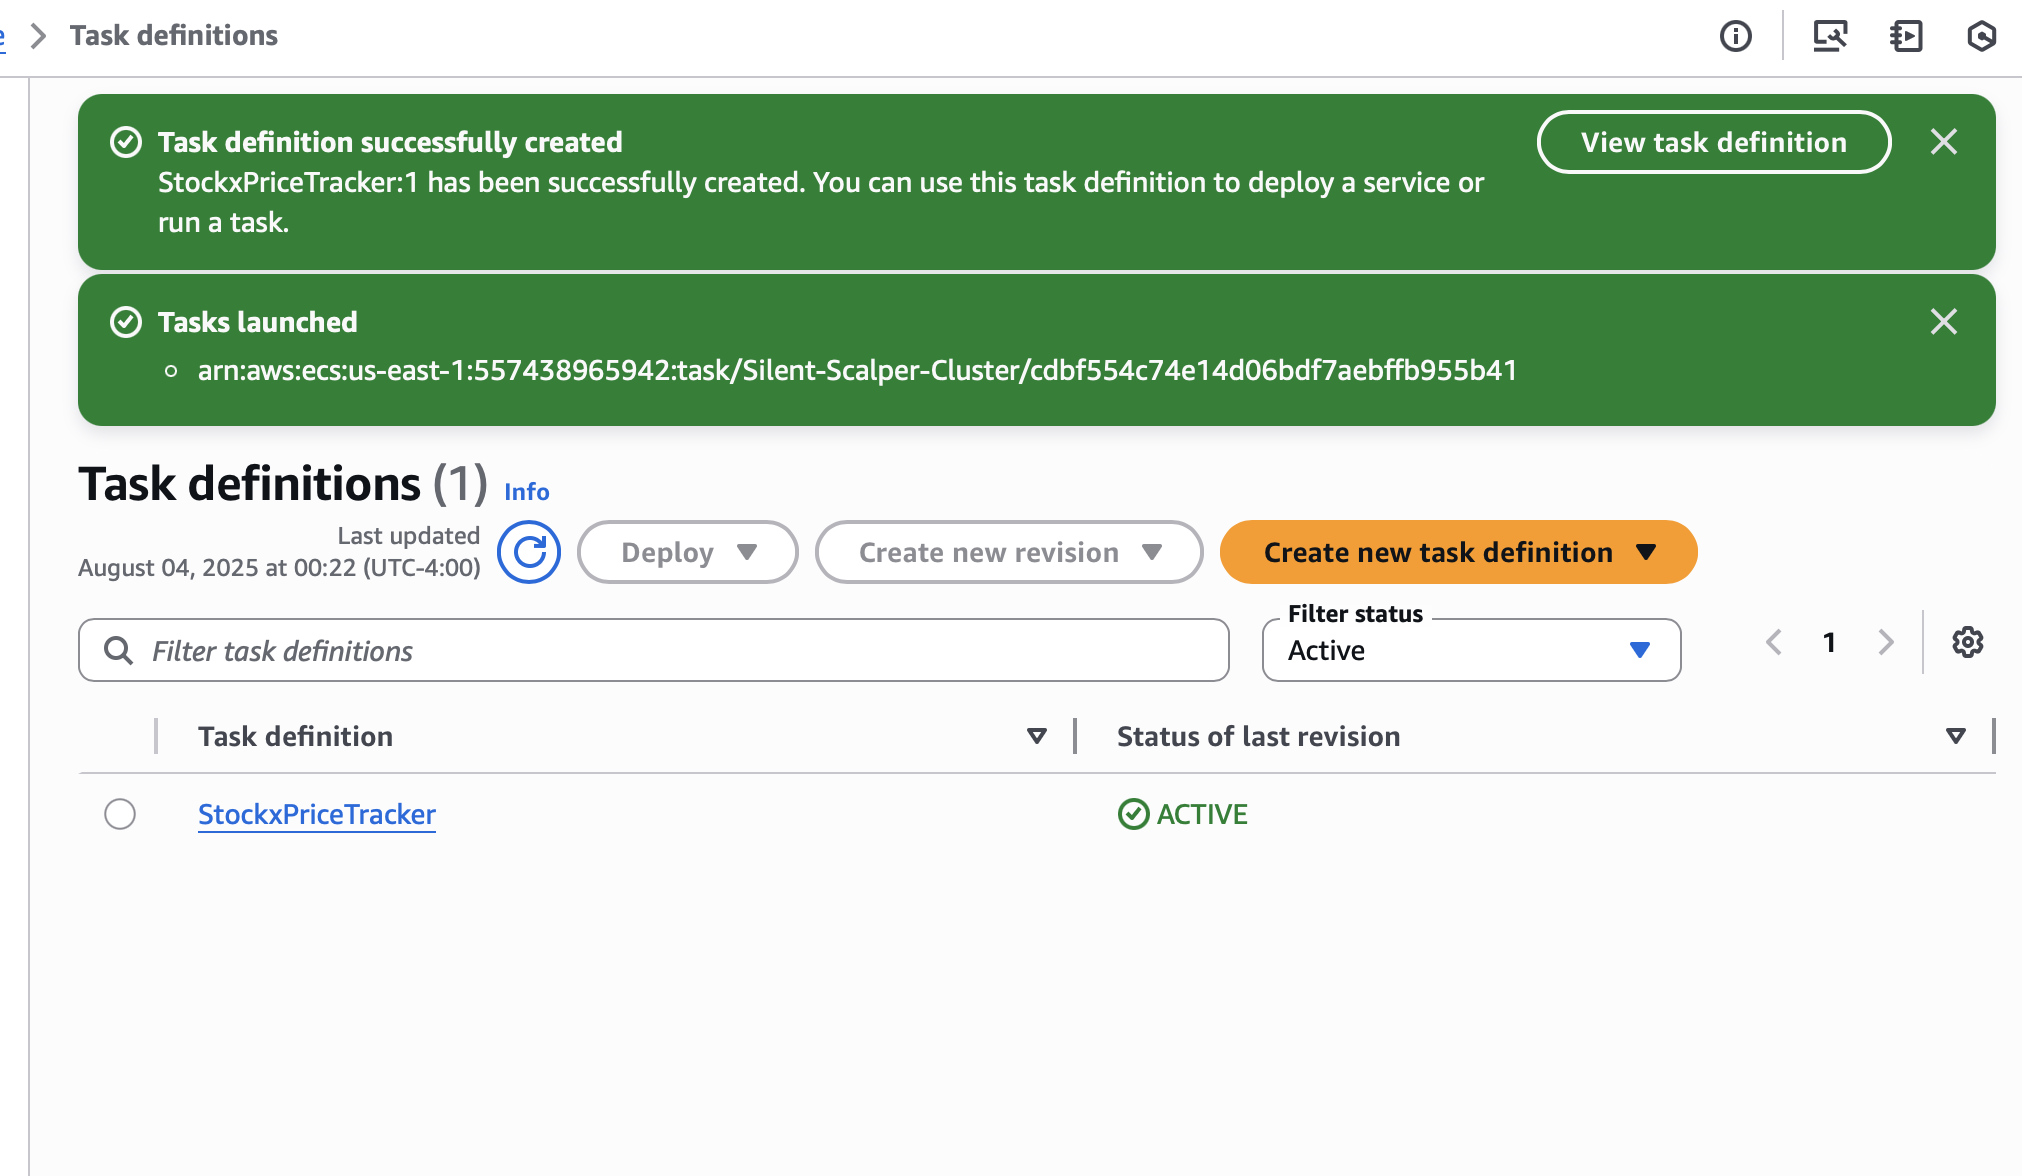 Task definitions
Task definition successfully created
View task definition
StockxPriceTracker:1 has been successfully created. You can use this task definition to deploy a service or
run a task.
Tasks launched
arn:aws:ecs:us-east-1:557438965942:task/Silent-Scalper-Cluster/cdbf554c74e14d06bdf7aebffb955b41
Task definitions (1) Info
Last updated
August 04, 2025 at 00:22 (UTC-4:00)
Deploy
Create new revision
Create new task definition
Filter task definitions
Filter status
Active
1
Task definition
Status of last revision
StockxPriceTracker
ACTIVE